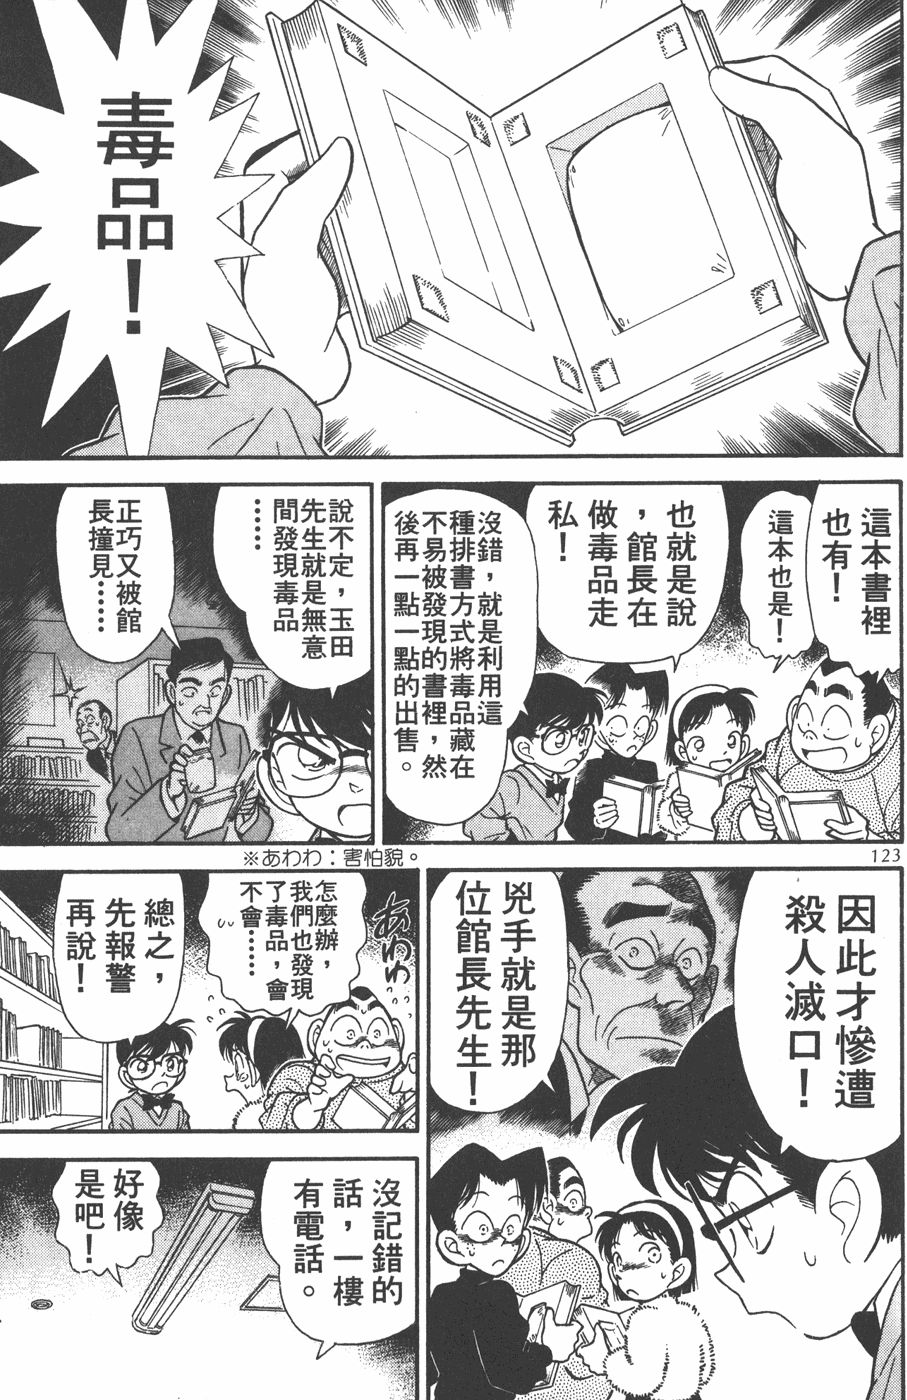 毒品！
這本書裡
也有！
這本也是！
也就是說
，館長在
做毒品走
私！
沒錯，就是利用這
種排書方式將毒品藏在
不易被發現的書裡，然
後再一點一點的出售。
說不定，玉田
先生就是無意
間發現毒品
……
正巧又被館
長撞見……
※あわわ：害怕貌。
123
因此才慘遭
殺人滅口！
兇手就是那
位館長先生！
あわわ
怎麼辦，
我們也發現
了毒品，會
不會……
總之，
先報警
再說！
沒記錯的
話，一樓
有電話。
好像
是吧！